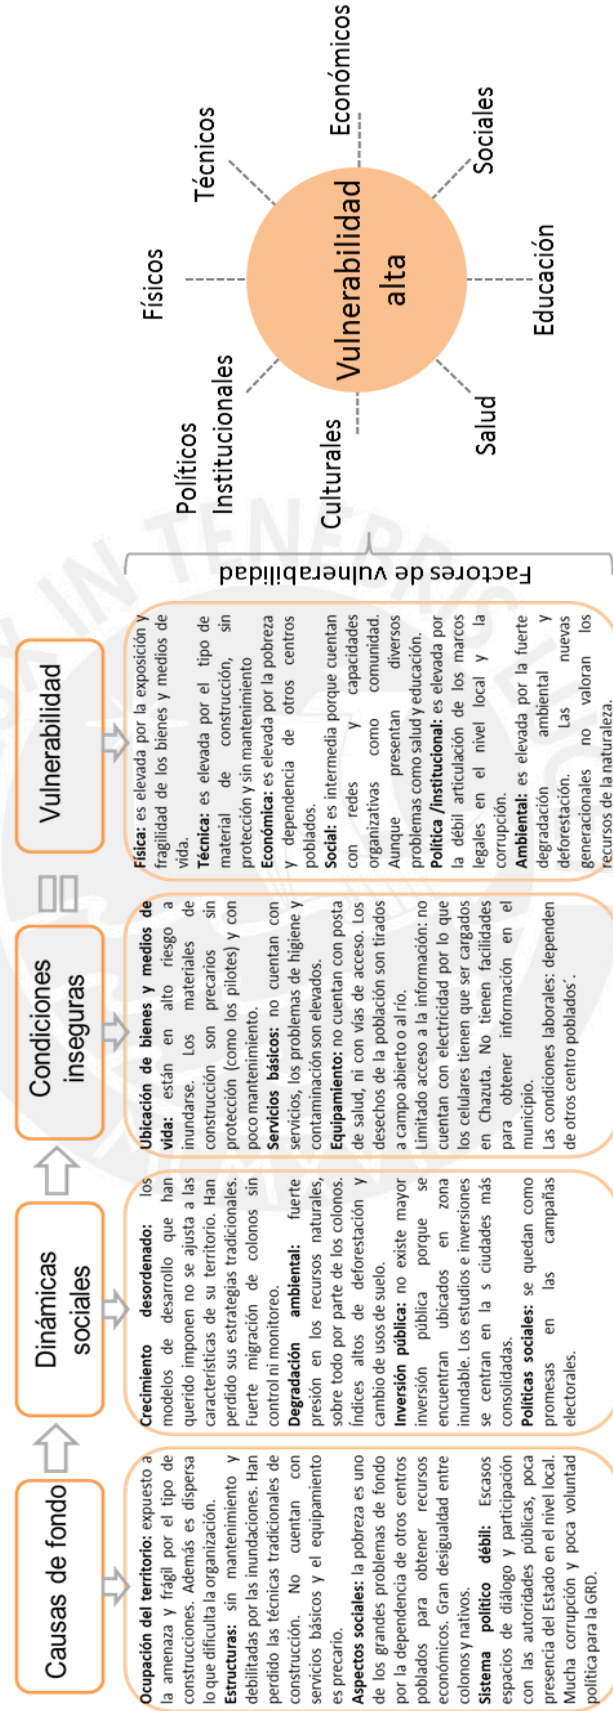 Causas de fondo
Ocupación del territorio: expuesto a
la amenaza y frágil por el tipo de
construcciones. Además es dispersa
lo que dificulta la organización.
Estructuras: sin mantenimiento y
debilitadas por las inundaciones. Han
perdido las técnicas tradicionales de
construcción. No cuentan con
servicios básicos y el equipamiento
es precario.
Aspectos sociales: la pobreza es uno
de los grandes problemas de fondo
por la dependencia de otros centros
poblados para obtener recursos
económicos. Gran desigualdad entre
colonos y nativos.
Sistema político débil: Escasos
espacios de diálogo y participación
con las autoridades públicas, poca
presencia del Estado en el nivel local.
Mucha corrupción y poca voluntad
política para la GRD.
Dinámicas
sociales
Crecimiento desordenado: los
modelos de desarrollo que han
querido imponen no se ajusta a las
características de su territorio. Han
perdido sus estrategias tradicionales.
Fuerte migración de colonos sin
control ni monitoreo.
Degradación ambiental: fuerte
presión en los recursos naturales,
sobre todo por parte de los colonos.
Índices altos de deforestación y
cambio de usos de suelo.
Inversión pública: no existe mayor
inversión pública porque se
encuentran ubicados en zona
inundable. Los estudios e inversiones
se centran en la s ciudades más
consolidadas.
Políticas sociales: se quedan como
promesas en las campañas
electorales.
Condiciones
inseguras
Ubicación de bienes y medios de
vida: están en alto riesgo a
inundarse. Los materiales de
construcción son precarios sin
protección (como los pilotes) y con
poco mantenimiento.
Servicios básicos: no cuentan con
servicios, los problemas de higiene y
contaminación son elevados.
Equipamiento: no cuentan con posta
de salud, ni con vías de acceso. Los
desechos de la población son tirados
a campo abierto o al río.
Limitado acceso a la información: no
cuentan con electricidad por lo que
los celulares tienen que ser cargados
en Chazuta. No tienen facilidades
para obtener información en el
municipio.
Las condiciones laborales: dependen
de otros centro poblados´.
Vulnerabilidad
Física: es elevada por la exposición y
fragilidad de los bienes y medios de
vida.
Técnica: es elevada por el tipo de
material de construcción, sin
protección y sin mantenimiento
Económica: es elevada por la pobreza
y dependencia de otros centros
poblados.
Social: es intermedia porque cuentan
con redes y capacidades
organizativas como comunidad.
Aunque presentan diversos
problemas como salud y educación.
Política /institucional: es elevada por
la débil articulación de los marcos
legales en el nivel local y la
corrupción.
Ambiental: es elevada por la fuerte
degradación ambiental y
deforestación. Las nuevas
generacionales no valoran los
recursos de la naturaleza.
Factores de vulnerabilidad
Físicos
Técnicos
Económicos
Sociales
Educación
Salud
Culturales
Políticos
Institucionales
Vulnerabilidad
alta